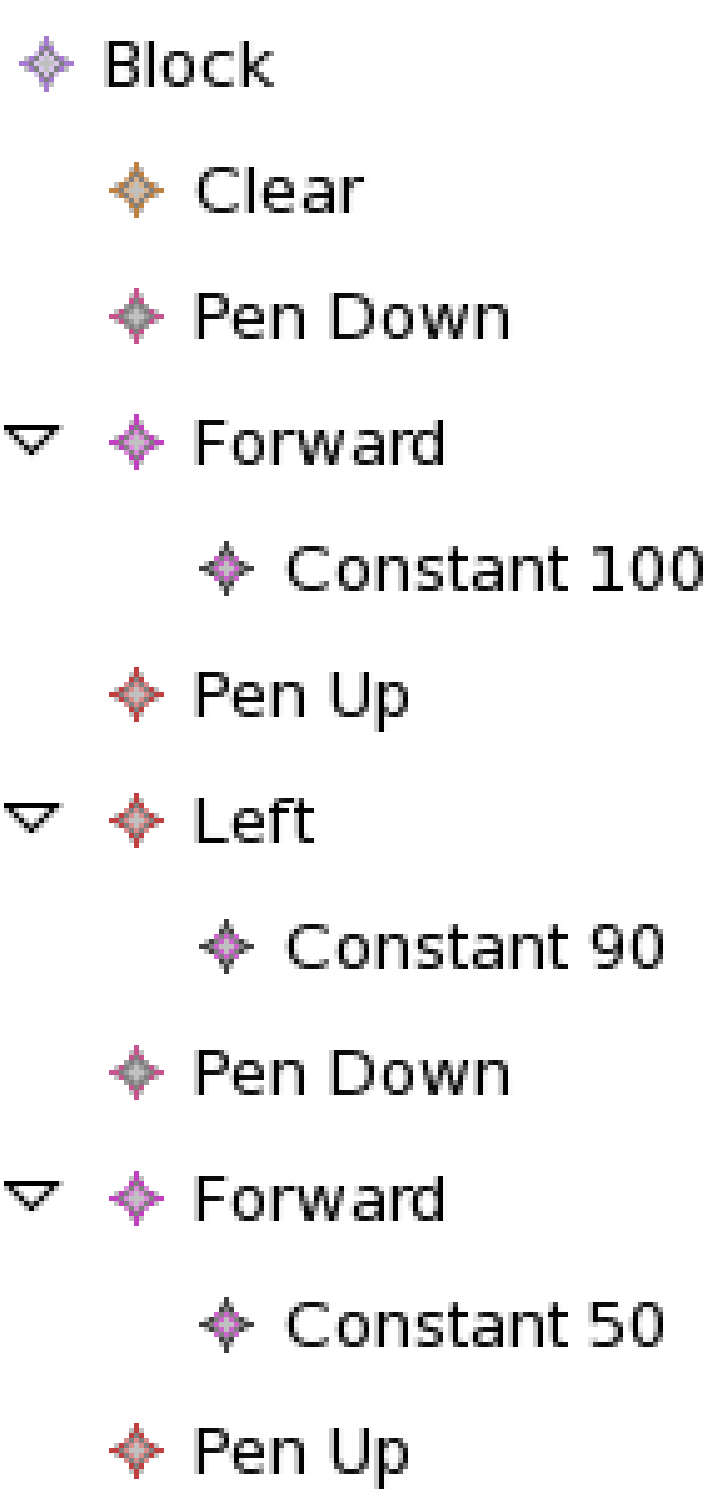 Block
Clear
Pen Down
Forward
Constant 100
Pen Up
Left
Constant 90
Pen Down
Forward
Constant 50
Pen Up